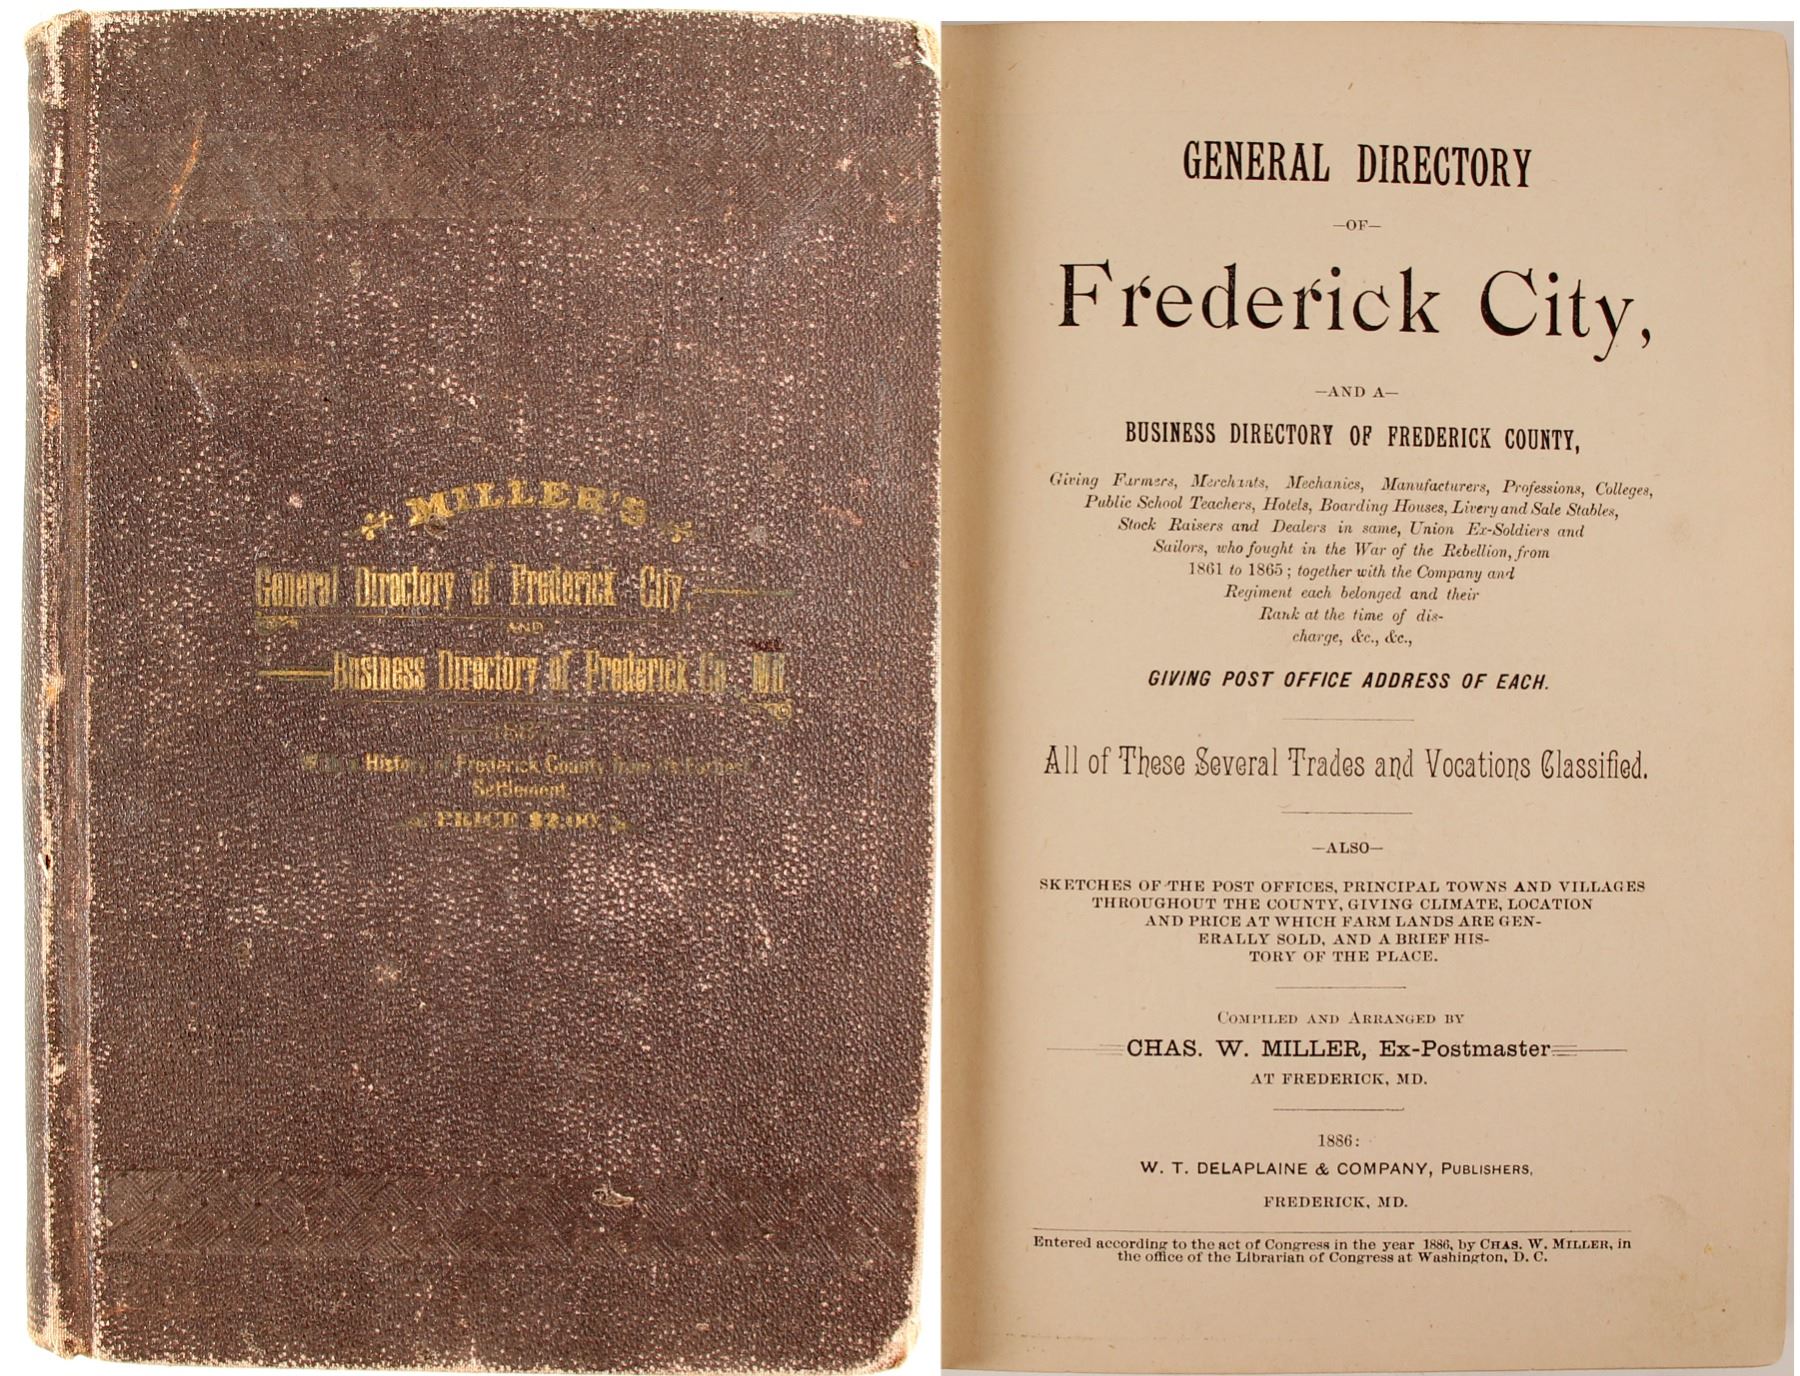 MILLER'S
General Directory of Frederick City,
AND
Business Directory of Frederick Co., Md
History of Frederick County from its Earliest
Settlement
PRICE $2.00
GENERAL DIRECTORY
—OF—
Frederick City,
—AND A—
BUSINESS DIRECTORY OF FREDERICK COUNTY,
Giving Farmers, Merchants, Mechanics, Manufacturers, Professions, Colleges,
Public School Teachers, Hotels, Boarding Houses, Livery and Sale Stables,
Stock Raisers and Dealers in same, Union Ex-Soldiers and
Sailors, who fought in the War of the Rebellion, from
1861 to 1865; together with the Company and
Regiment each belonged and their
Rank at the time of dis-
charge, &c., &c.,
GIVING POST OFFICE ADDRESS OF EACH.
All of These Several Trades and Vocations Classified.
—ALSO—
SKETCHES OF THE POST OFFICES, PRINCIPAL TOWNS AND VILLAGES
THROUGHOUT THE COUNTY, GIVING CLIMATE, LOCATION
AND PRICE AT WHICH FARM LANDS ARE GEN-
ERALLY SOLD, AND A BRIEF HIS-
TORY OF THE PLACE.
COMPILED AND ARRANGED BY
CHAS. W. MILLER, Ex-Postmaster
AT FREDERICK, MD.
1886:
W. T. DELAPLAINE & COMPANY, PUBLISHERS,
FREDERICK, MD.
Entered according to the act of Congress in the year 1886, by CHAS. W. MILLER, in
the office of the Librarian of Congress at Washington, D. C.